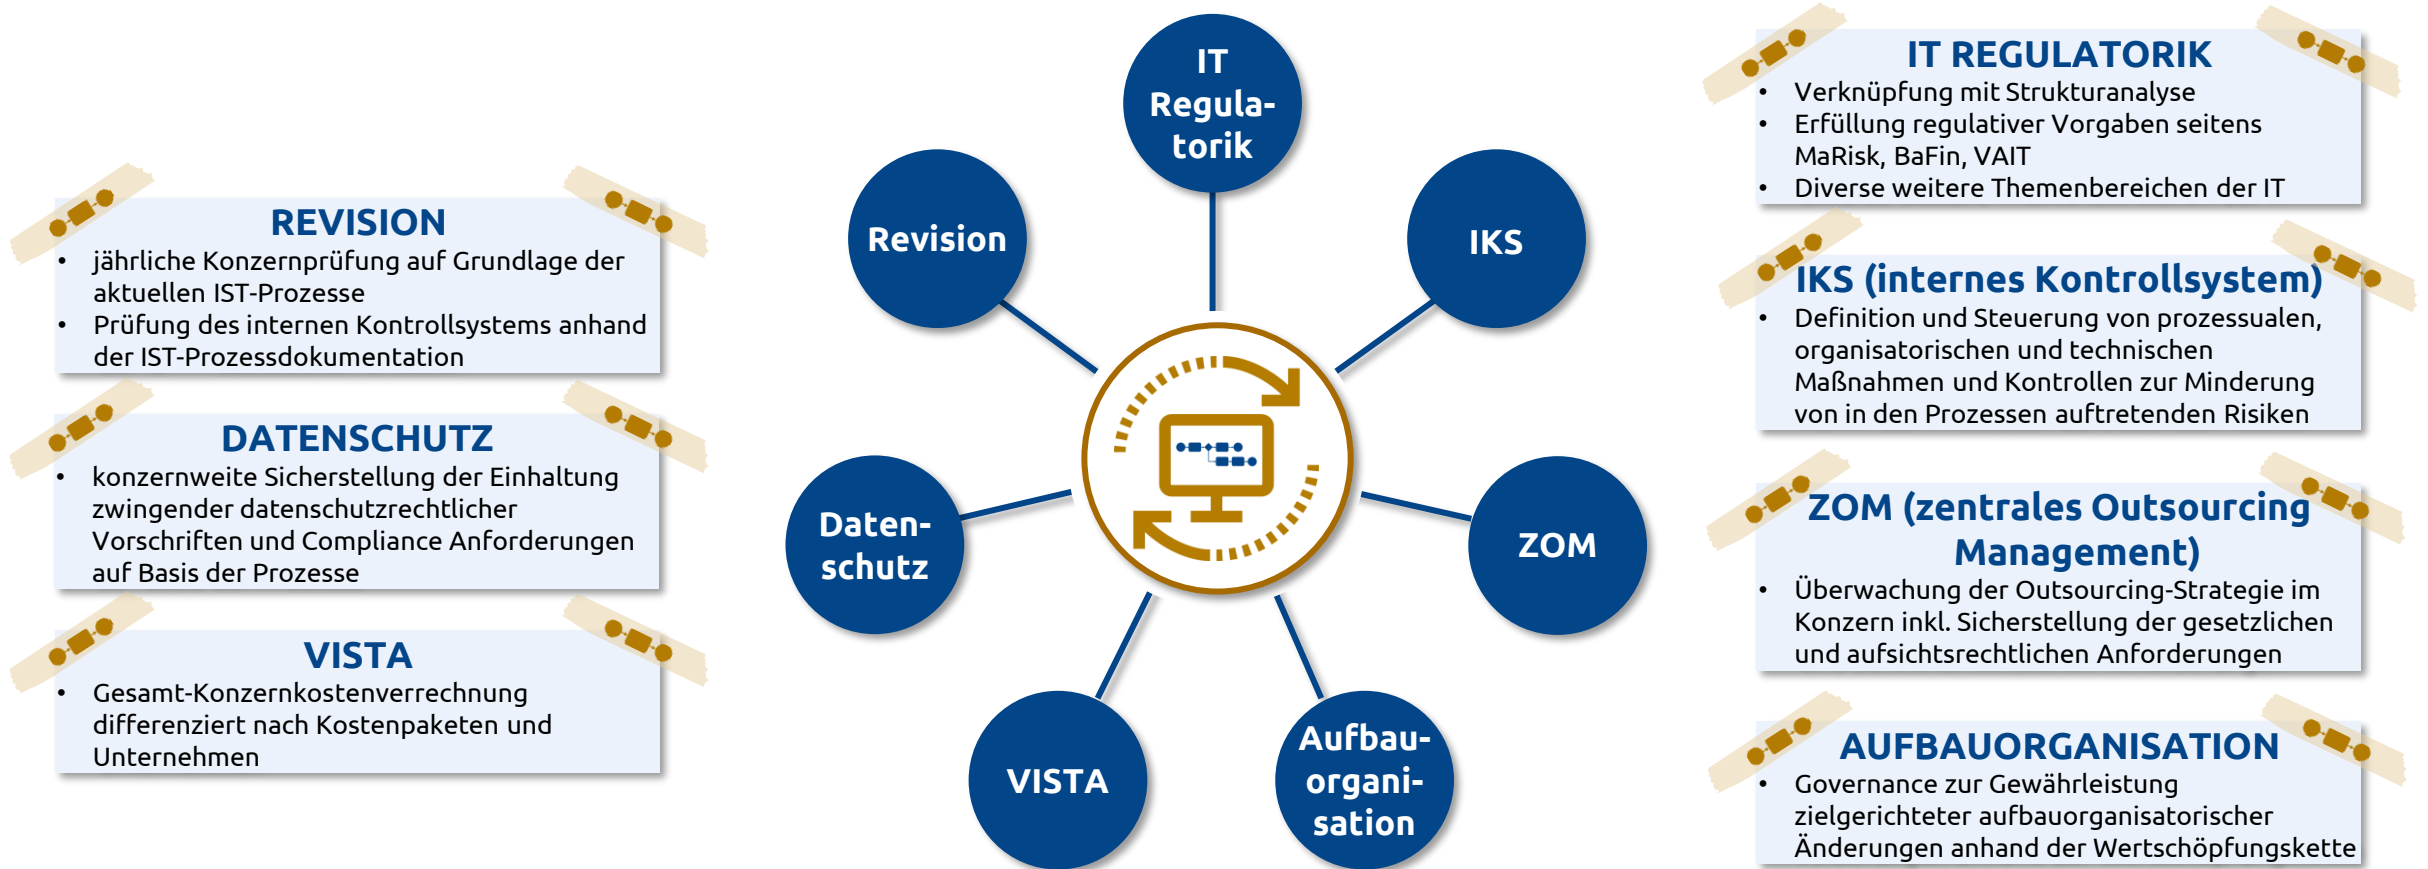 REVISION
• jährliche Konzernprüfung auf Grundlage der
aktuellen IST-Prozesse
• Prüfung des internen Kontrollsystems anhand
der IST-Prozessdokumentation
DATENSCHUTZ
• konzernweite Sicherstellung der Einhaltung
zwingender datenschutzrechtlicher
Vorschriften und Compliance Anforderungen
auf Basis der Prozesse
VISTA
• Gesamt-Konzernkostenverrechnung
differenziert nach Kostenpaketen und
Unternehmen
IT
Regula-
torik
Revision
IKS
Daten-
schutz
ZOM
VISTA
Aufbau-
organi-
sation
IT REGULATORIK
• Verknüpfung mit Strukturanalyse
• Erfüllung regulativer Vorgaben seitens
MaRisk, BaFin, VAIT
• Diverse weitere Themenbereichen der IT
IKS (internes Kontrollsystem)
• Definition und Steuerung von prozessualen,
organisatorischen und technischen
Maßnahmen und Kontrollen zur Minderung
von in den Prozessen auftretenden Risiken
ZOM (zentrales Outsourcing
Management)
• Überwachung der Outsourcing-Strategie im
Konzern inkl. Sicherstellung der gesetzlichen
und aufsichtsrechtlichen Anforderungen
AUFBAUORGANISATION
• Governance zur Gewährleistung
zielgerichteter aufbauorganisatorischer
Änderungen anhand der Wertschöpfungskette